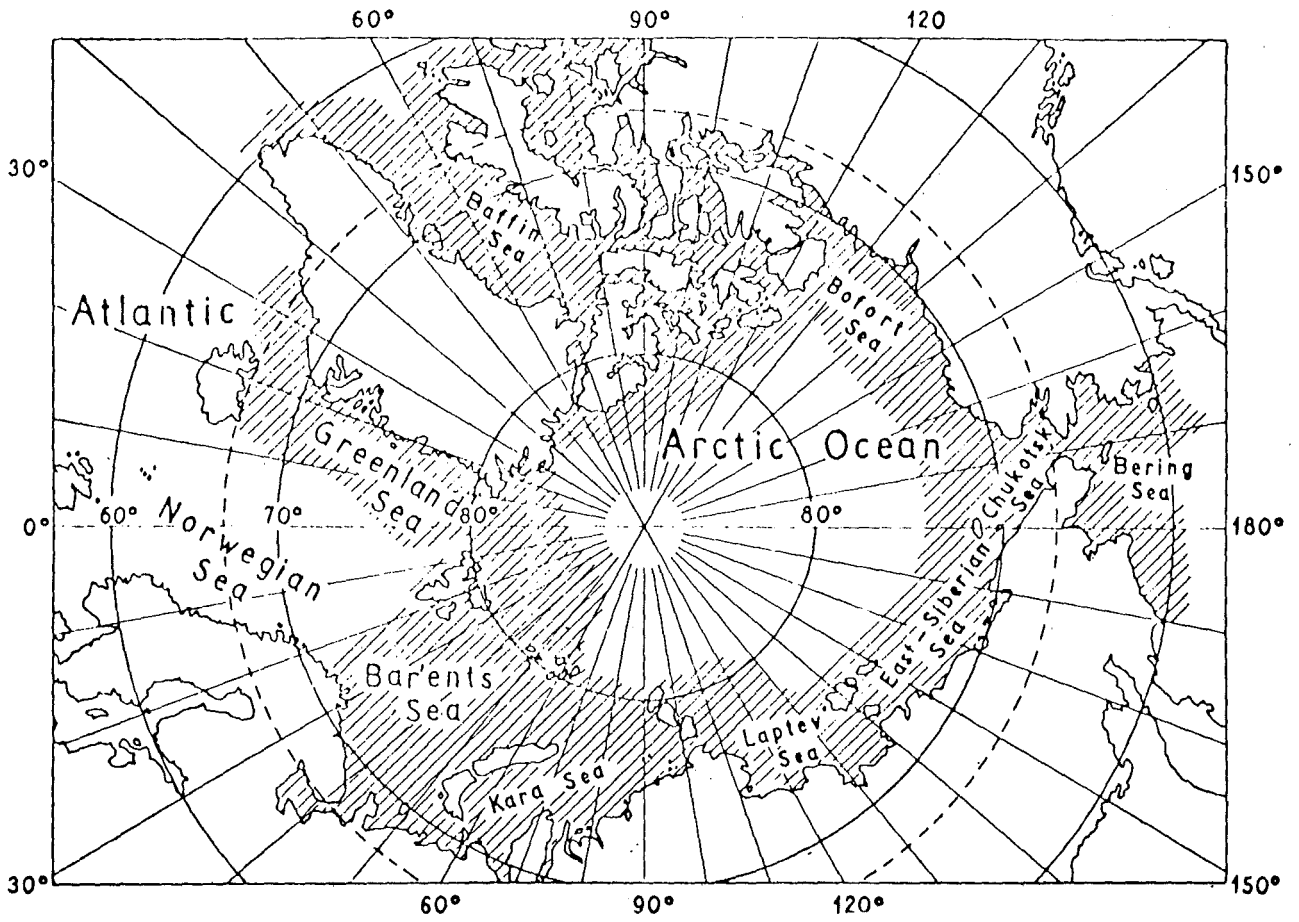 60° 90° 120
30° 150°
Baffin
Sea
Bofort
Sea
Atlantic
Greenland
Sea
Arctic Ocean
Chukotsk
Sea
Bering
Sea
0° 60° 70° 80° 80° 180°
Norwegian
Sea
East-Siberian
Sea
Barents
Sea
Laptev
Sea
Kara Sea
30° 150°
60° 90° 120°